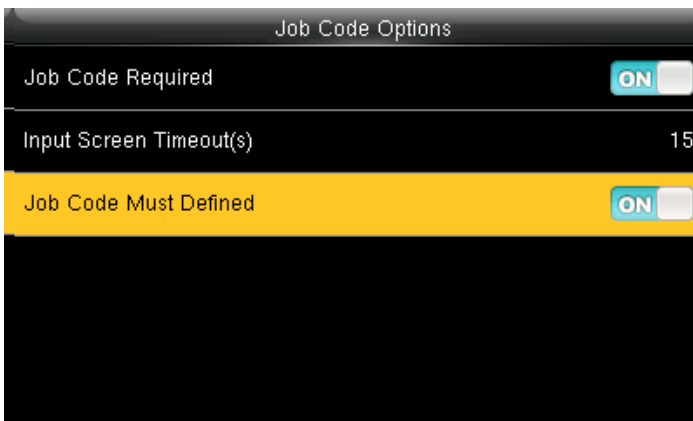 Job Code Options
Job Code Required ON
Input Screen Timeout(s) 15
Job Code Must Defined ON